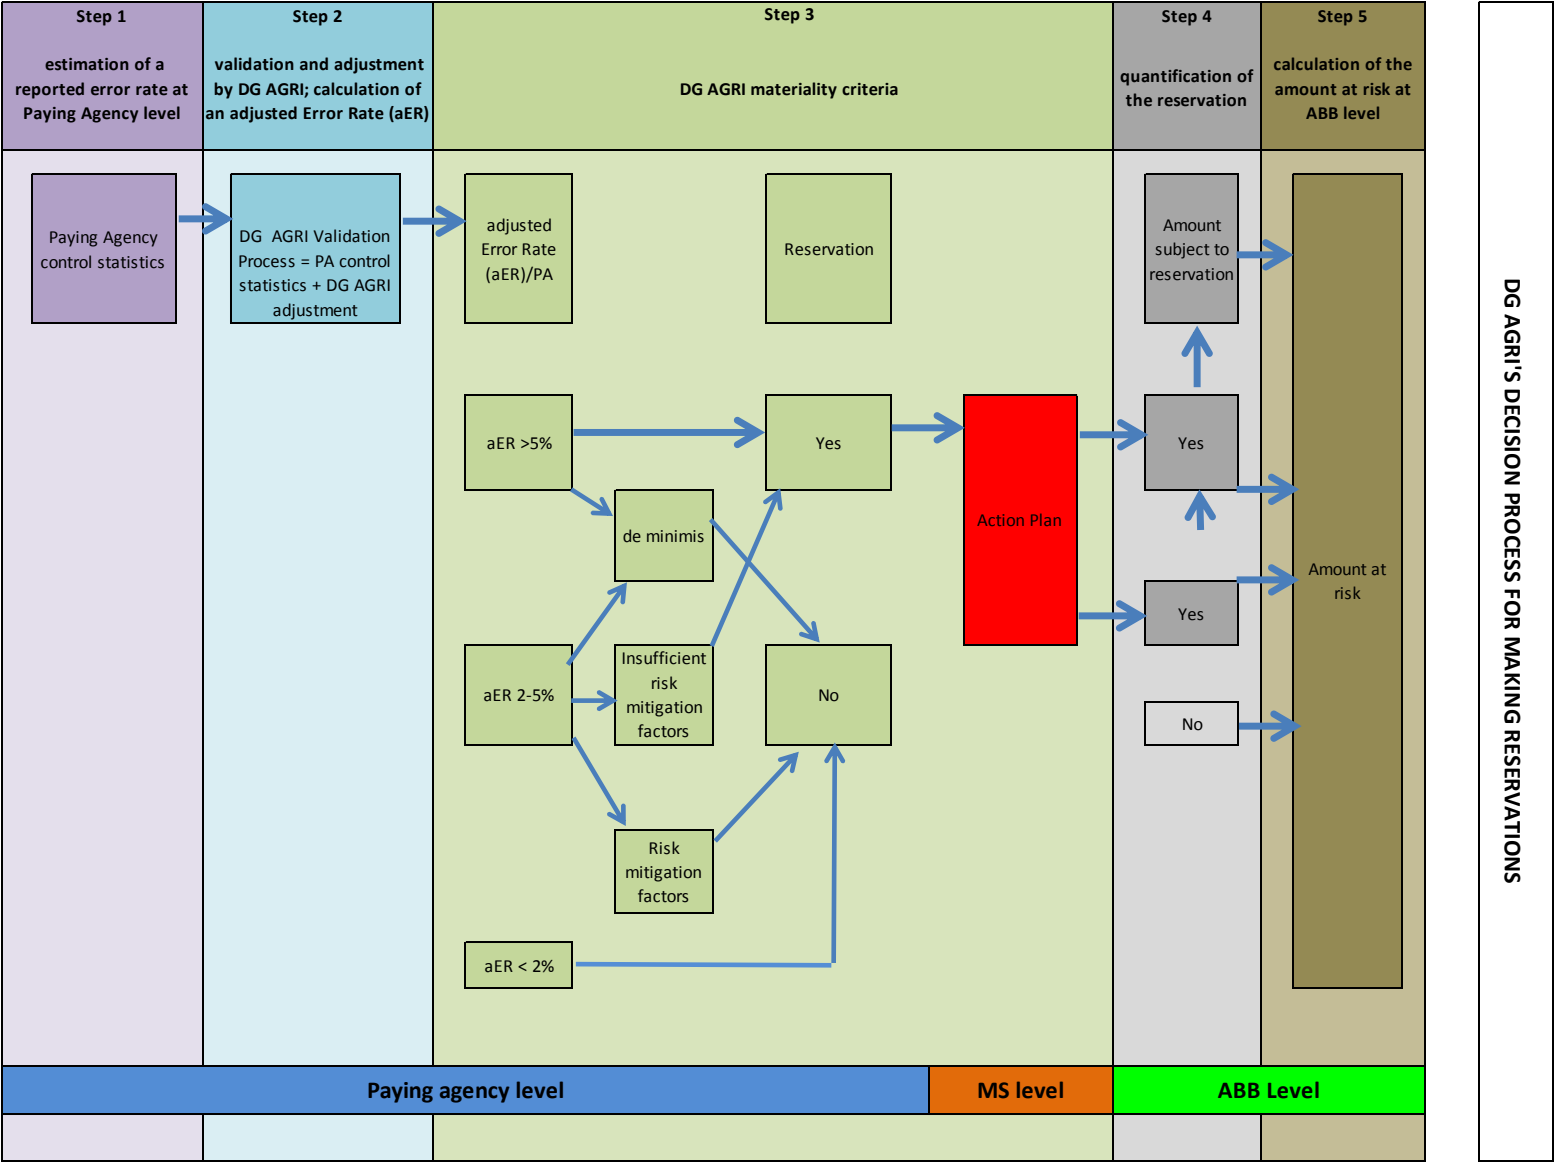 Step 1
estimation of a
reported error rate at
Paying Agency level
Step 2
validation and adjustment
by DG AGRI; calculation of
an adjusted Error Rate (aER)
Step 3
DG AGRI materiality criteria
Step 4
quantification of
the reservation
Step 5
calculation of the
amount at risk at
ABB level
Paying Agency
control statistics
DG AGRI Validation
Process = PA control
statistics + DG AGRI
adjustment
adjusted
Error Rate
(aER)/PA
Reservation
Amount
subject to
reservation
aER >5%
Yes
Yes
de minimis
Action Plan
Amount at
risk
Yes
aER 2-5%
Insufficient
risk
mitigation
factors
No
No
Risk
mitigation
factors
aER < 2%
Paying agency level
MS level
ABB Level
DG AGRI'S DECISION PROCESS FOR MAKING RESERVATIONS